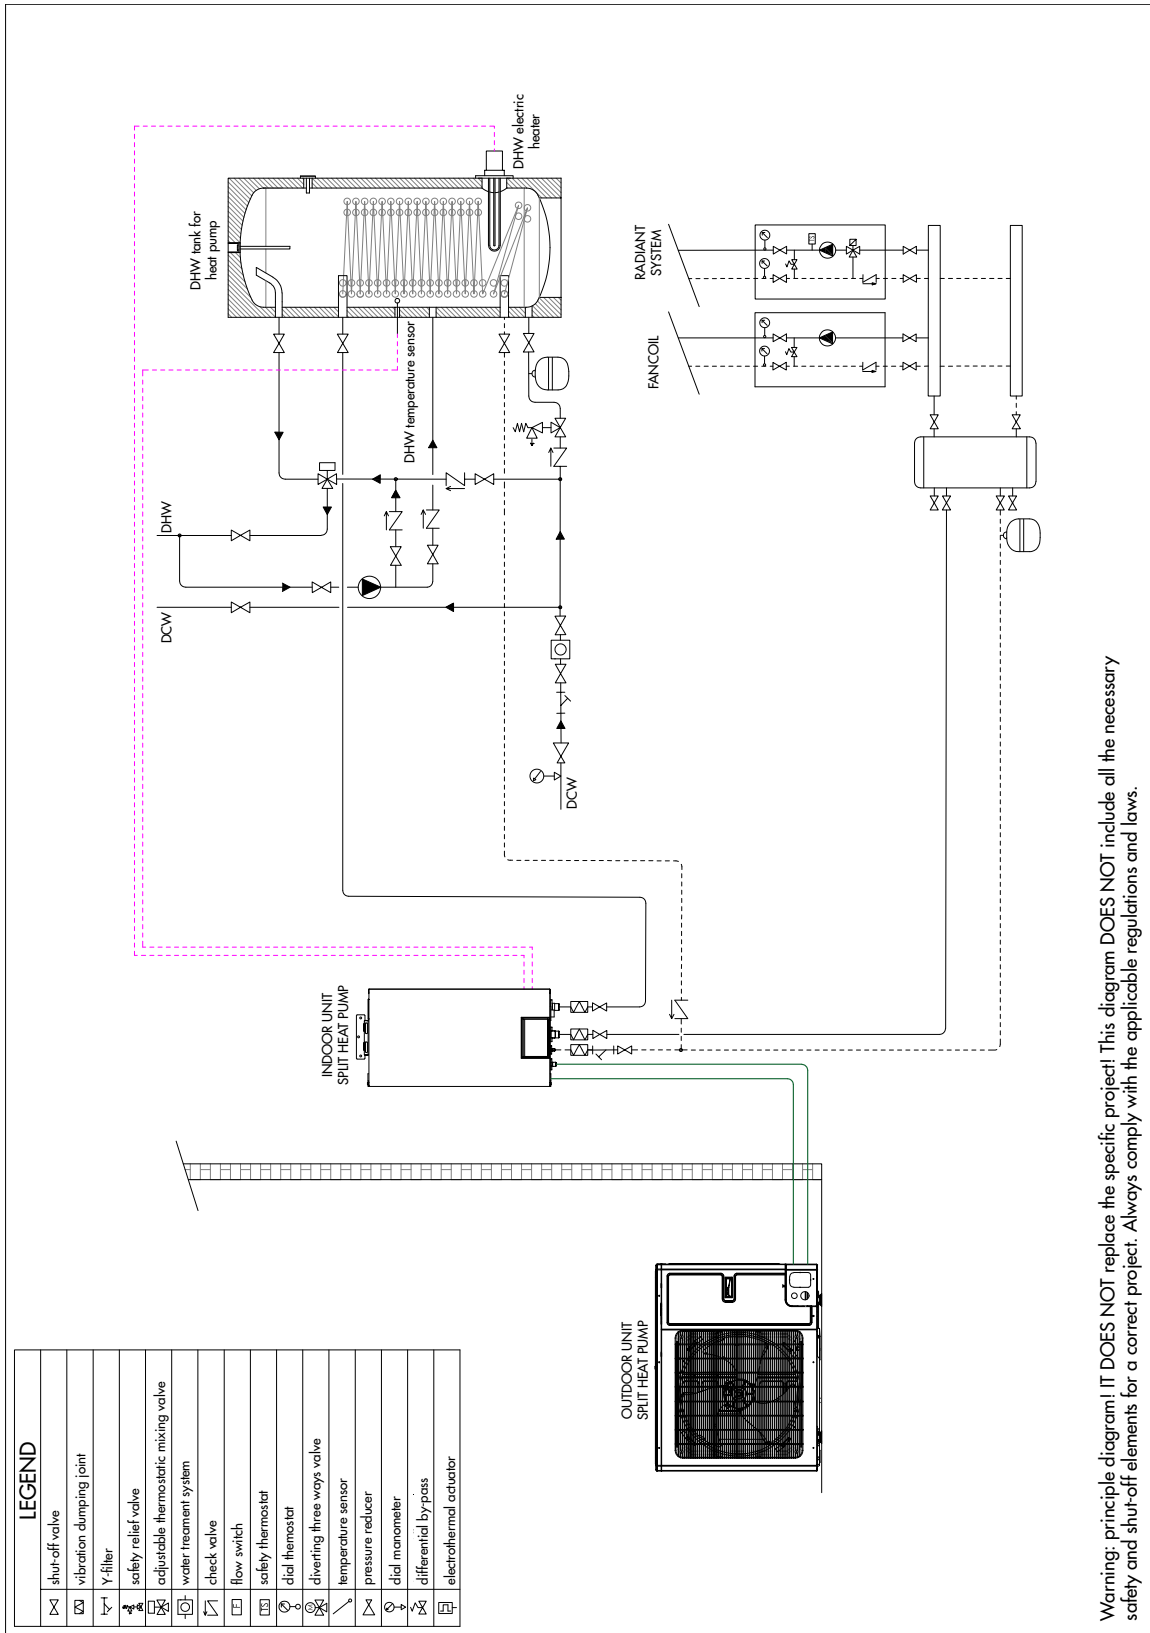 DHW electric
heater
DHW tank for
heat pump
DHW temperature sensor
RADIANT
SYSTEM
FANCOIL
DHW
DCW
DCW
INDOOR UNIT
SPLIT HEAT PUMP
OUTDOOR UNIT
SPLIT HEAT PUMP
TS
LEGEND
shut-off valve
vibration dumping joint
Y-filter
safety relief valve
adjustable thermostatic mixing valve
water treament system
check valve
F flow switch
TS safety thermostat
dial themostat
M diverting three ways valve
temperature sensor
pressure reducer
dial manometer
differential by-pass
electrothermal actuator
Warning: principle diagram! IT DOES NOT replace the specific project! This diagram DOES NOT include all the necessary
safety and shut-off elements for a correct project. Always comply with the applicable regulations and laws.